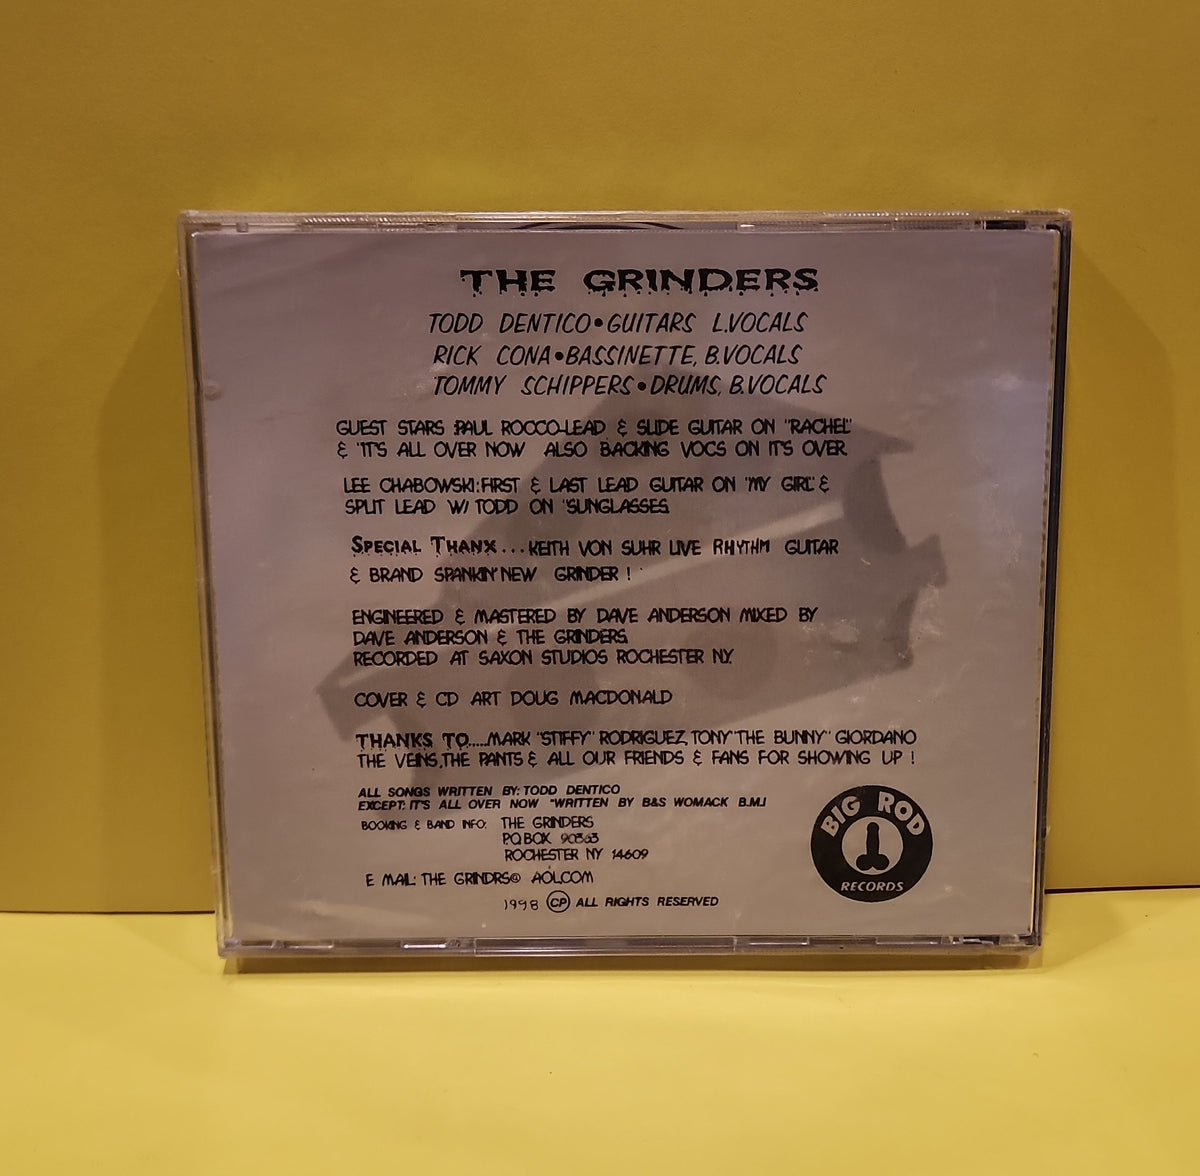 THE GRINDERS
TODD DENTICO•GUITARS L.VOCALS
RICK CONA•BASSINETTE, B.VOCALS
TOMMY SCHIPPERS•DRUMS, B.VOCALS
GUEST STARS PAUL ROCCO-LEAD & SLIDE GUITAR ON "RACHEL"
& "IT'S ALL OVER NOW ALSO BACKING VOCS ON IT'S OVER.
LEE CHABOWSKI: FIRST & LAST LEAD GUITAR ON "MY GIRL" &
SPLIT LEAD W/ TODD ON "SUNGLASSES
SPECIAL THANX...KEITH VON SUHR LIVE RHYTHM GUITAR
& BRAND SPANKIN' NEW GRINDER !
ENGINEERED & MASTERED BY DAVE ANDERSON MIXED BY
DAVE ANDERSON & THE GRINDERS.
RECORDED AT SAXON STUDIOS ROCHESTER N.Y.
COVER & CD ART DOUG MACDONALD
THANKS TO.....MARK "STIFFY" RODRIGUEZ, TONY "THE BUNNY" GIORDANO
THE VEINS, THE PANTS & ALL OUR FRIENDS & FANS FOR SHOWING UP !
ALL SONGS WRITTEN BY: TODD DENTICO
EXCEPT: IT'S ALL OVER NOW "WRITTEN BY B&S WOMACK B.M.I
BOOKING & BAND INFO: THE GRINDERS
P.O.BOX 90363
ROCHESTER NY 14609
E MAIL: THE GRINDRS@ AOL.COM
1998 CP ALL RIGHTS RESERVED
BIG ROD
RECORDS